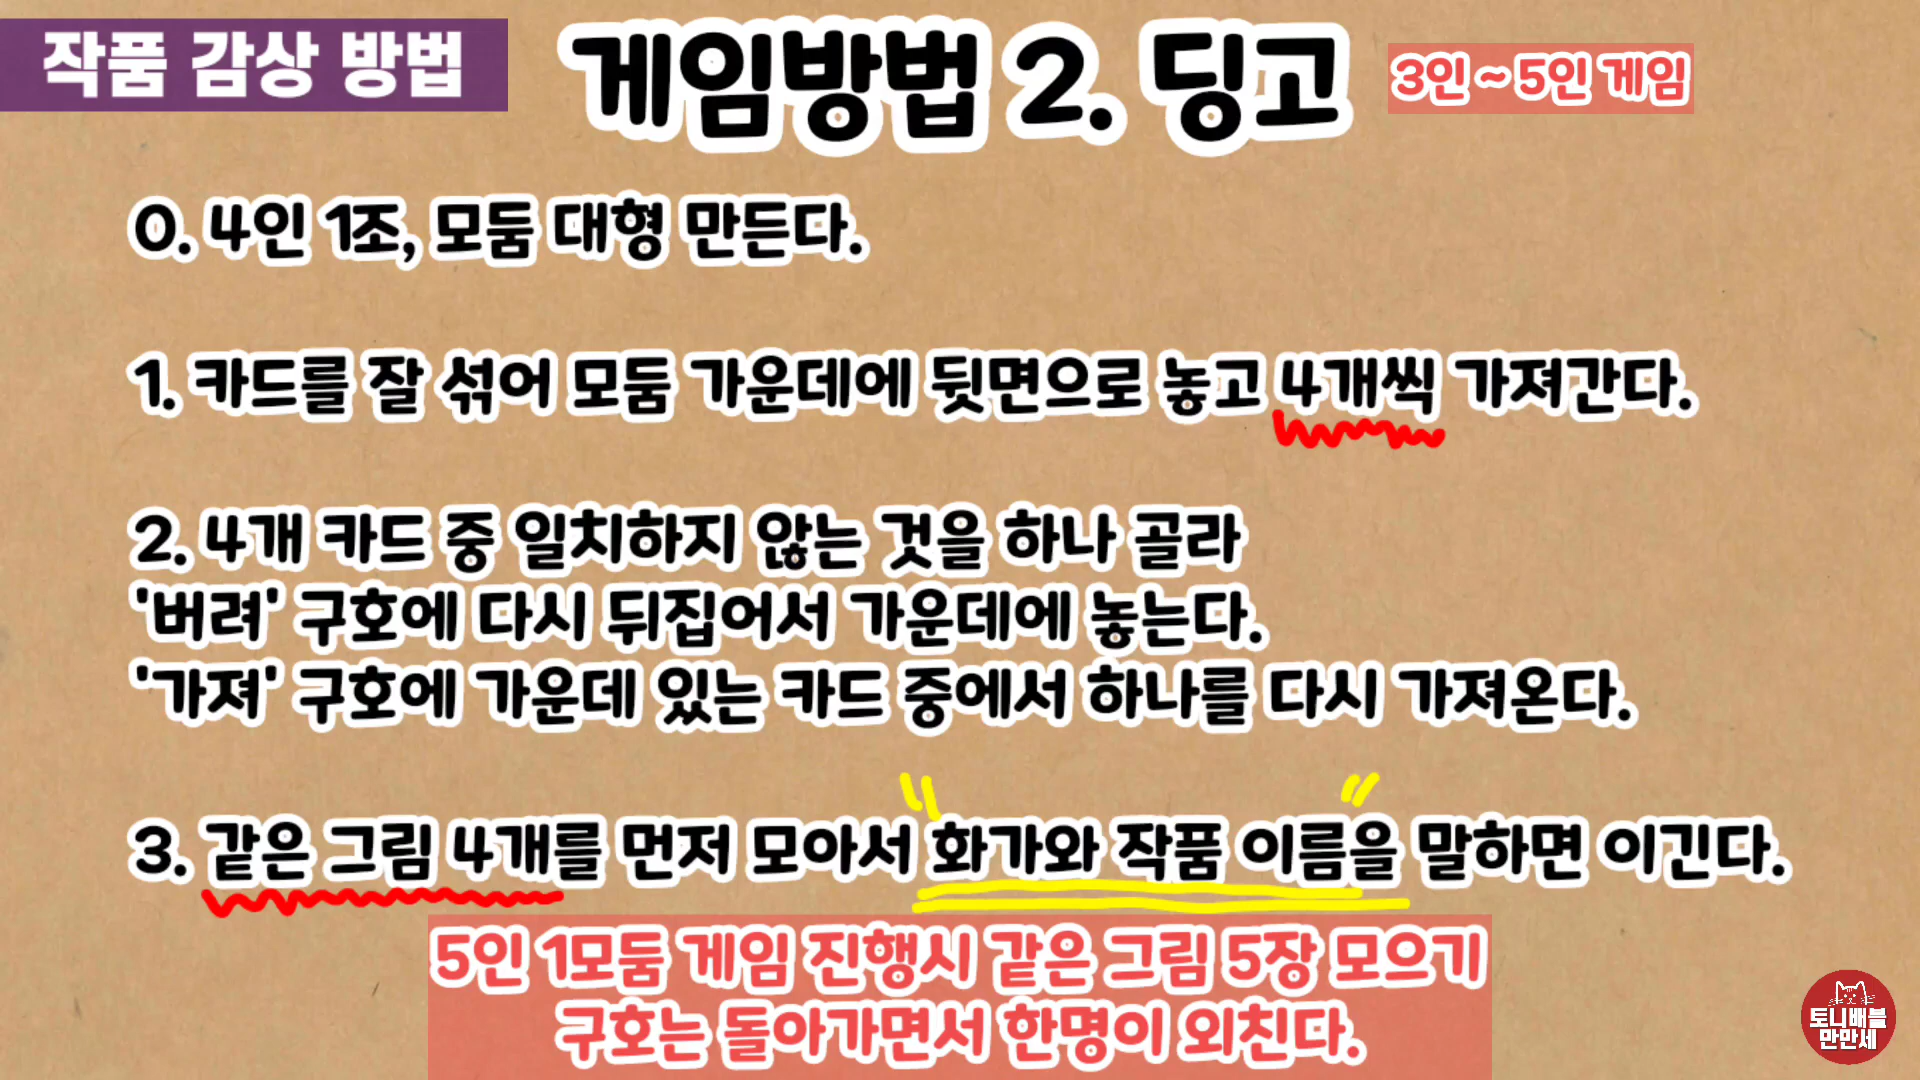 작품 감상 방법
게임방법 2. 딩고
3인 ~ 5인 게임
0. 4인 1조, 모둠 대형 만든다.
1. 카드를 잘 섞어 모둠 가운데에 뒷면으로 놓고 4개씩 가져간다.
2. 4개 카드 중 일치하지 않는 것을 하나 골라
'버려' 구호에 다시 뒤집어서 가운데에 놓는다.
'가져' 구호에 가운데 있는 카드 중에서 하나를 다시 가져온다.
3. 같은 그림 4개를 먼저 모아서 화가와 작품 이름을 말하면 이긴다.
5인 1모둠 게임 진행시 같은 그림 5장 모으기
구호는 돌아가면서 한명이 외친다.
토니배블
만만세